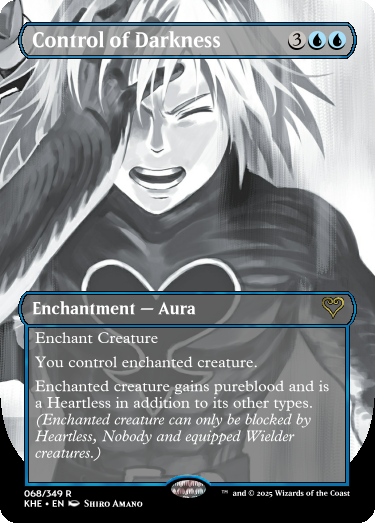 Control of Darkness 3
Enchantment — Aura
Enchant Creature
You control enchanted creature.
Enchanted creature gains pureblood and is
a Heartless in addition to its other types.
(Enchanted creature can only be blocked by
Heartless, Nobody and equipped Wielder
creatures.)
068/349 R
KHE • EN Shiro Amano
™ and © 2025 Wizards of the Coast